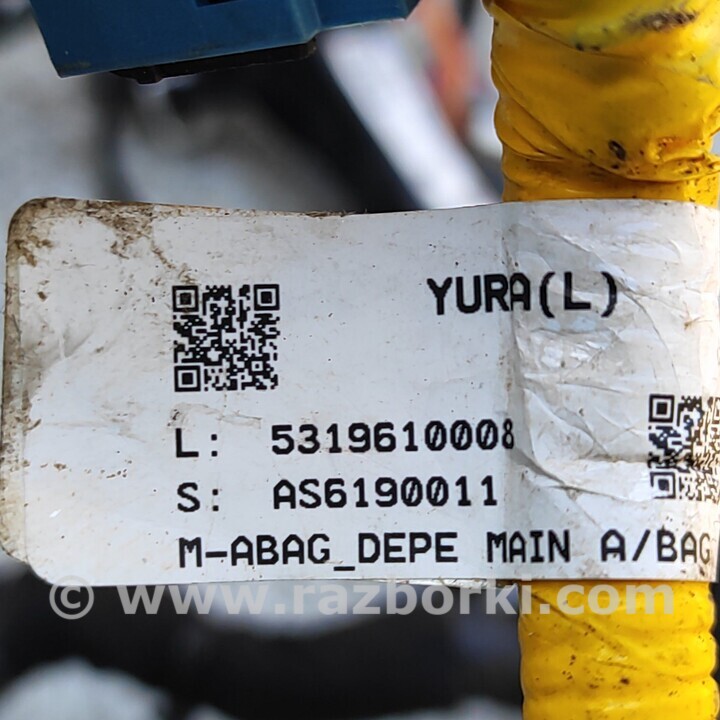 YURA(L)
L: 5319610008
S: AS6190011
M-ABAG_DEPE MAIN A/BAG
© www.razborki.com